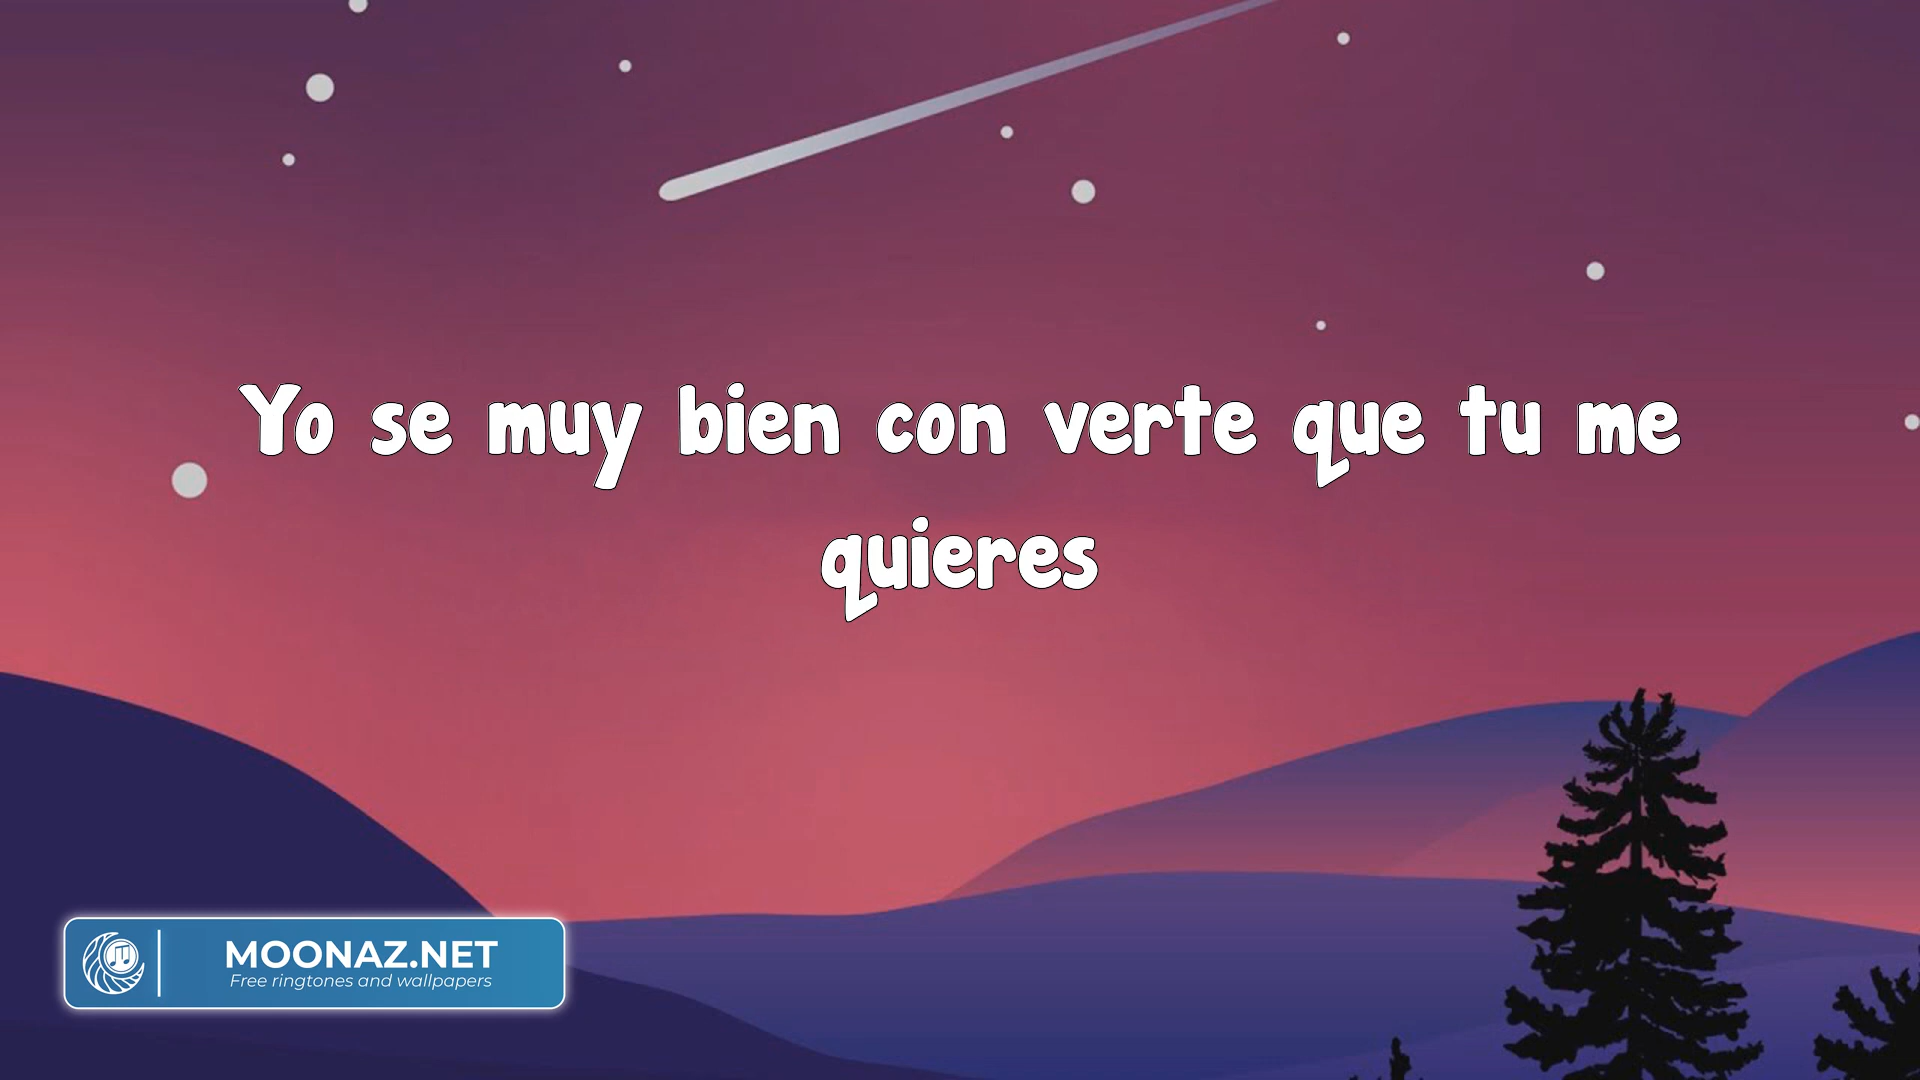 Yo se muy bien con verte que tu me
quieres
MOONAZ.NET
Free ringtones and wallpapers